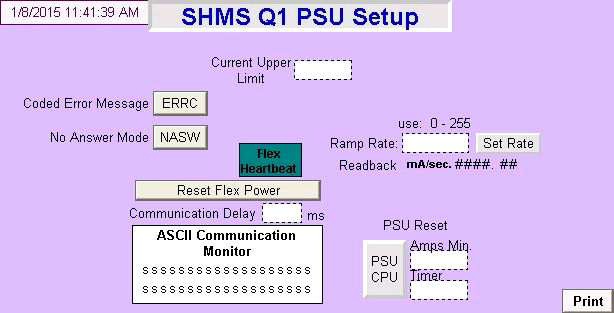 1/8/2015 11:41:39 AM
SHMS Q1 PSU Setup
Current Upper
Limit
Coded Error Message
ERRC
No Answer Mode
NASW
use: 0 - 255
Ramp Rate:
Set Rate
Readback mA/sec. ####. ##
Flex
Heartbeat
Reset Flex Power
Communication Delay
ms
ASCII Communication
Monitor
S S S S S S S S S S S S S S S S S S
S S S S S S S S S S S S S S S S S S
PSU Reset
PSU
CPU
Amps Min.
Timer
Print